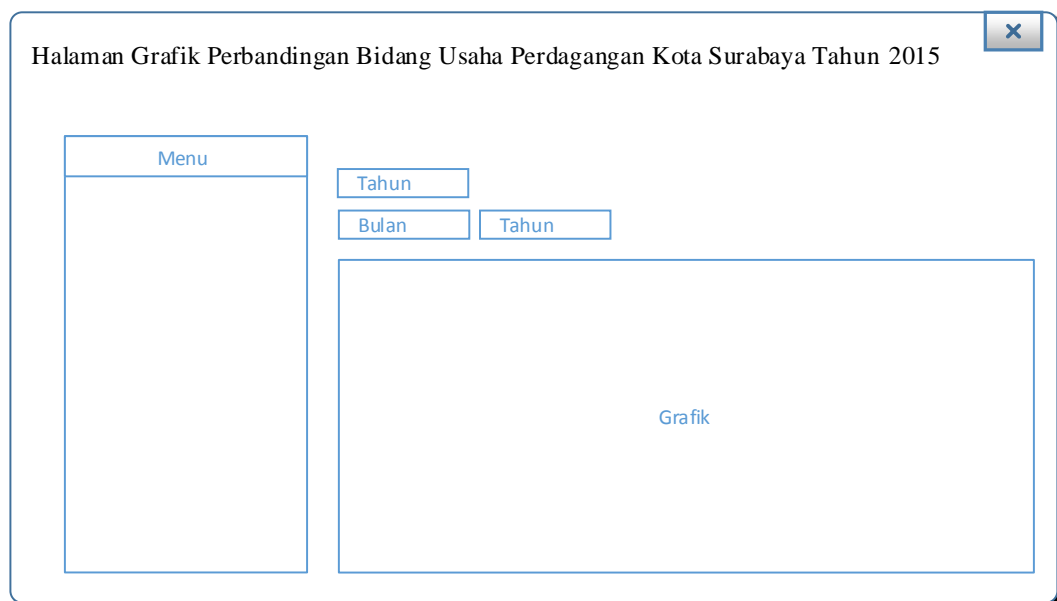 Halaman Grafik Perbandingan Bidang Usaha Perdagangan Kota Surabaya Tahun 2015
Menu
Tahun
Bulan Tahun
Grafik